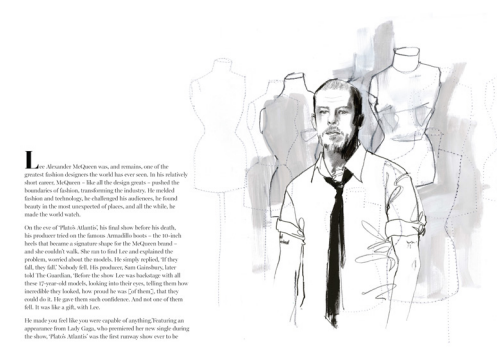 Lee Alexander McQueen was, and remains, one of the
greatest fashion designers the world has ever seen. In his relatively
short career, McQueen – like all the design greats – pushed the
boundaries of fashion, transforming the industry. He melded
fashion and technology, he challenged his audiences, he found
beauty in the most unexpected of places, and all the while, he
made the world watch.
On the eve of 'Plato's Atlantis', his final show before his death,
his producer tried on the famous Armadillo boots – the 10-inch
heels that became a signature shape for the McQueen brand –
and she couldn't walk. She ran to find Lee and explained the
problem, worried about the models. He simply replied, 'If they
fall, they fall.' Nobody fell. His producer, Sam Gainsbury, later
told The Guardian, 'Before the show Lee was backstage with all
these 17-year-old models, looking into their eyes, telling them how
incredible they looked, how proud he was [of them], that they
could do it. He gave them such confidence. And not one of them
fell. It was like a gift, with Lee.
He made you feel like you were capable of anything.'Featuring an
appearance from Lady Gaga, who premiered her new single during
the show, 'Plato's Atlantis' was the first runway show ever to be